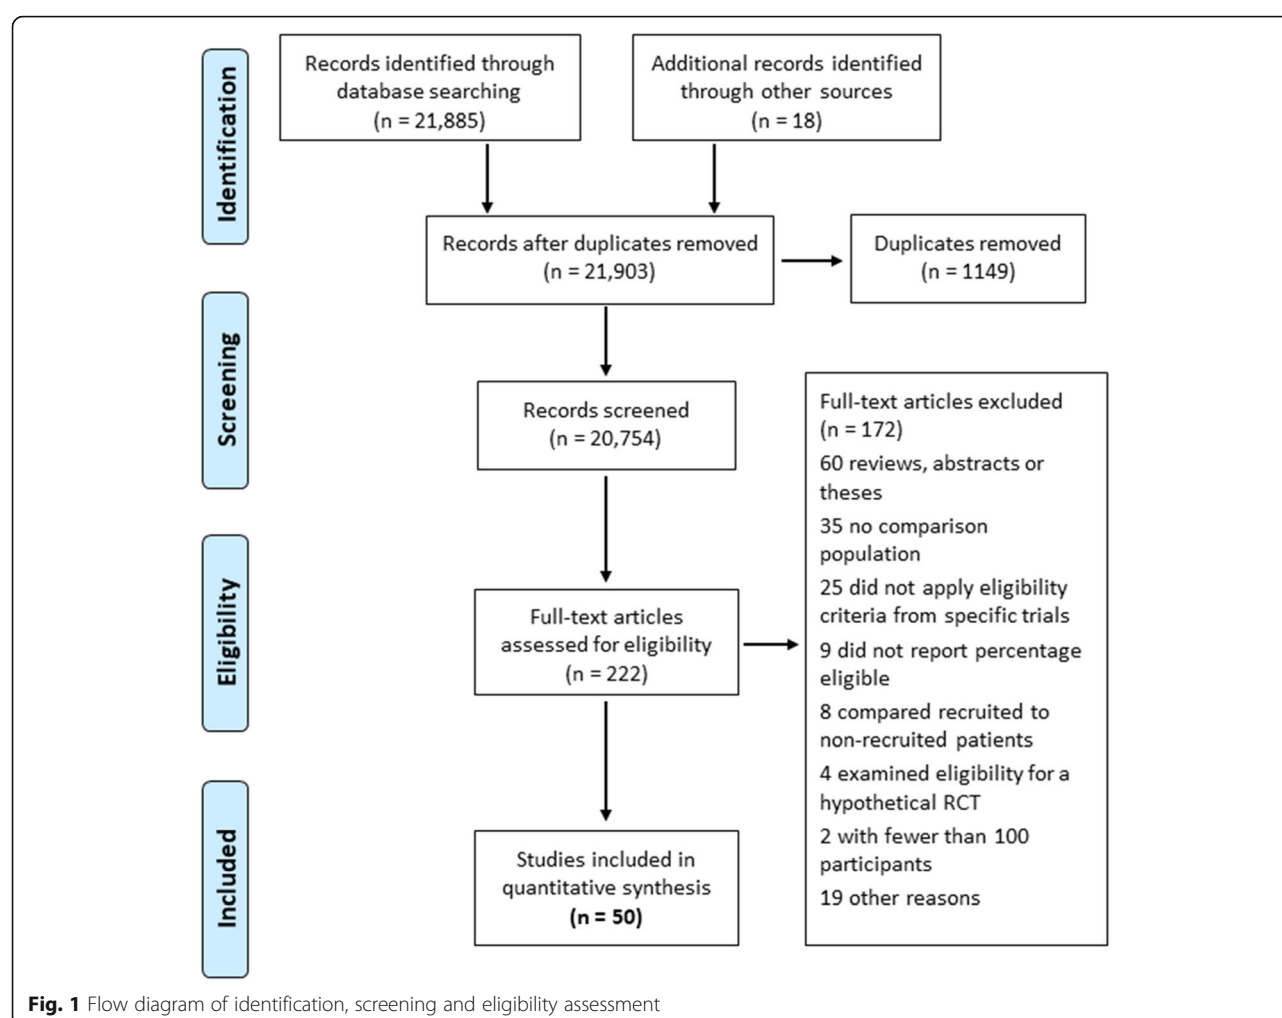 Identification
Records identified through
database searching
(n = 21,885)
Additional records identified
through other sources
(n = 18)
Records after duplicates removed
(n = 21,903)
Duplicates removed
(n = 1149)
Screening
Records screened
(n = 20,754)
Full-text articles excluded
(n = 172)
60 reviews, abstracts or
theses
35 no comparison
population
25 did not apply eligibility
criteria from specific trials
9 did not report percentage
eligible
8 compared recruited to
non-recruited patients
4 examined eligibility for a
hypothetical RCT
2 with fewer than 100
participants
19 other reasons
Eligibility
Full-text articles
assessed for eligibility
(n = 222)
Included
Studies included in
quantitative synthesis
(n = 50)
Fig. 1 Flow diagram of identification, screening and eligibility assessment